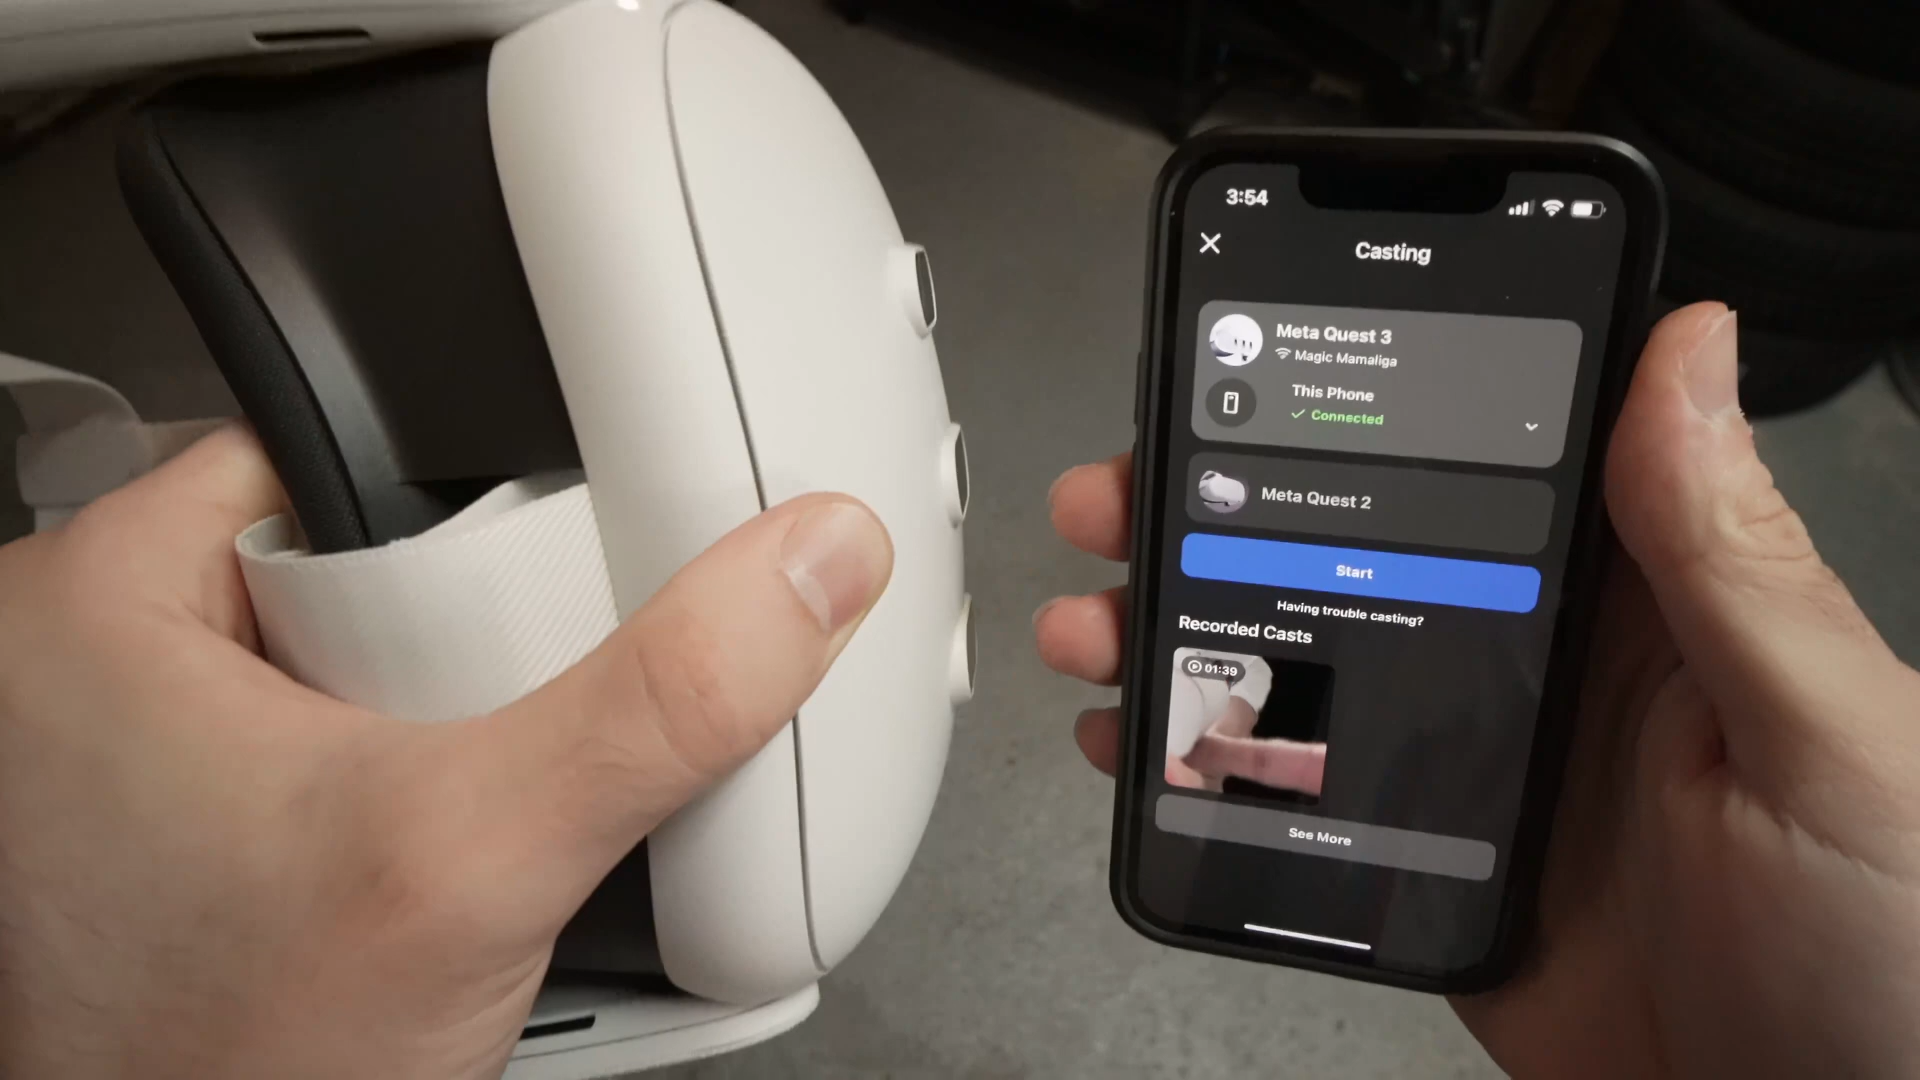 3:54
Casting
Meta Quest 3
Magic Mamaliga
This Phone
Connected
Meta Quest 2
Start
Having trouble casting?
Recorded Casts
01:39
See More